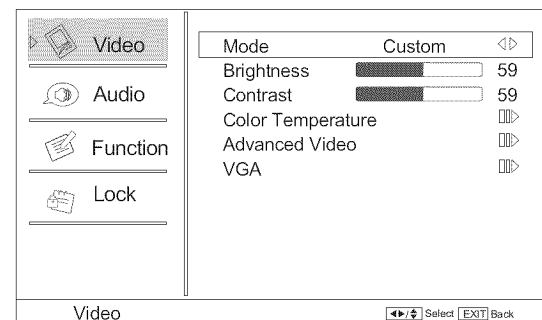 Video
Audio
Function
Lock
Mode Custom
Brightness 59
Contrast 59
Color Temperature
Advanced Video
VGA
Video
Select EXIT Back